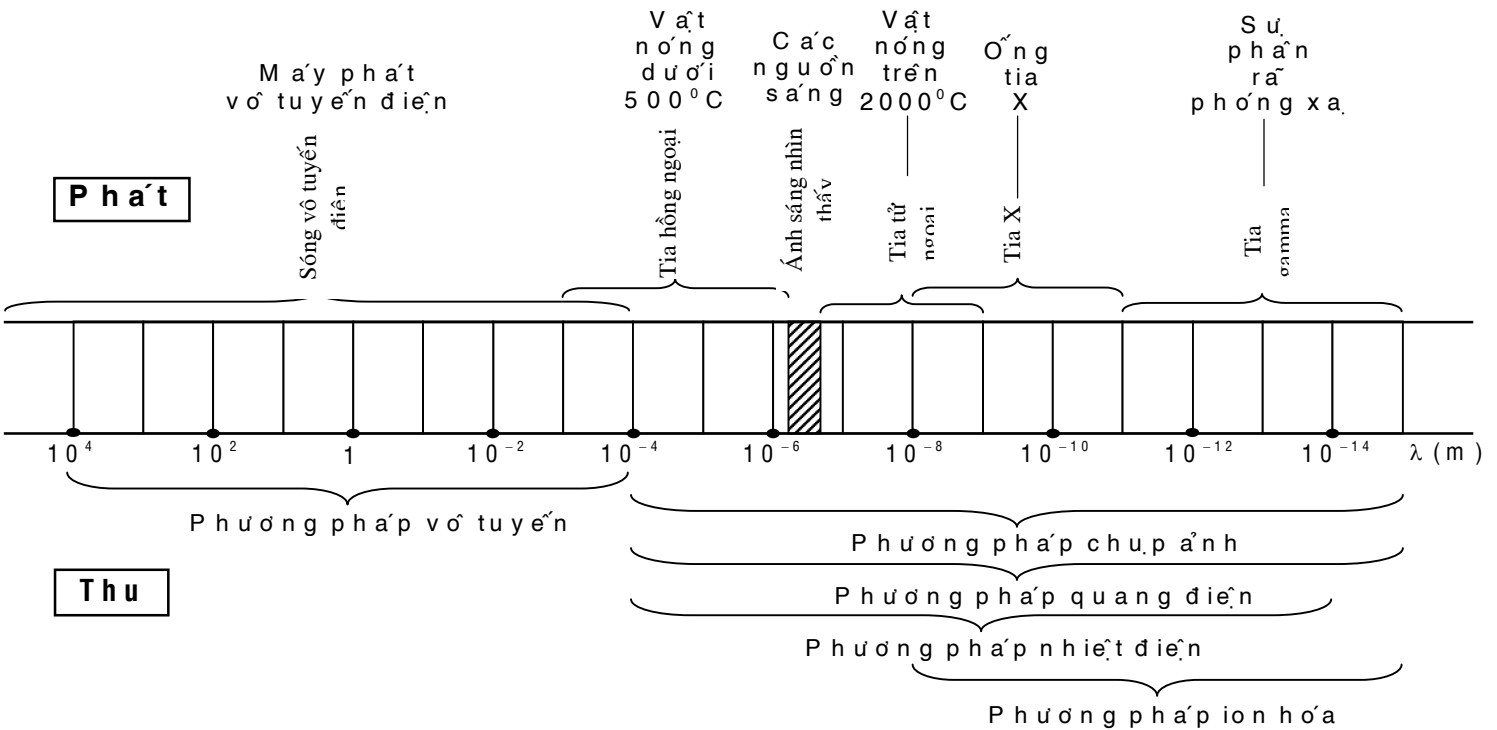 Máy phát
vô tuyến điện
Vật
nóng
dưới
500⁰C
Các
nguồn
sáng
Vật
nóng
trên
2000⁰C
Ống
tia
X
Sự
phân
rã
phóng xạ
Phát
Sóng vô tuyến
điện
Tia hồng ngoại
Ánh sáng nhìn
thấy
Tia tử
ngoại
Tia X
Tia
gamma
10⁴ 10² 1 10⁻² 10⁻⁴ 10⁻⁶ 10⁻⁸ 10⁻¹⁰ 10⁻¹² 10⁻¹⁴ λ (m)
Phương pháp vô tuyến
Phương pháp chụp ảnh
Thu
Phương pháp quang điện
Phương pháp nhiệt điện
Phương pháp ion hóa